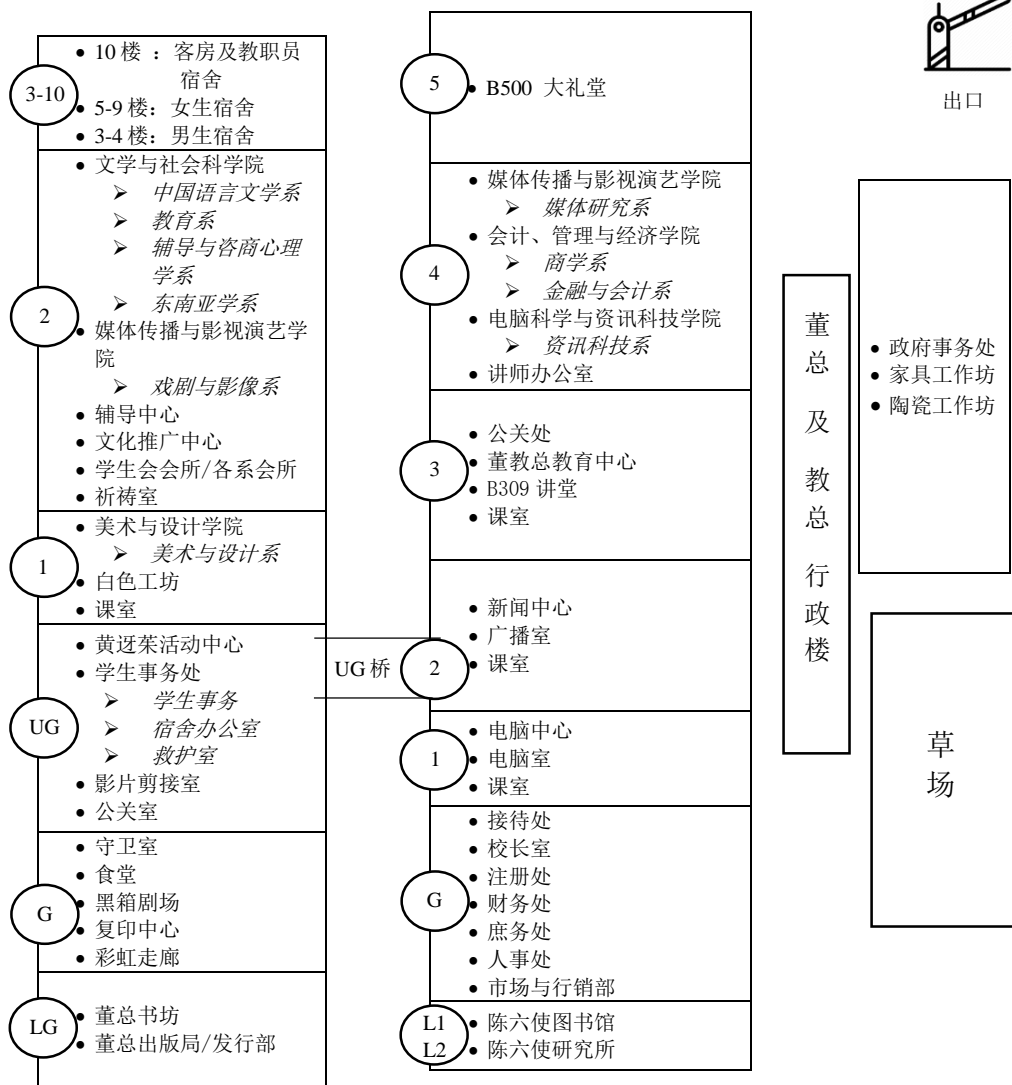 3-10
• 10 楼 ：客房及教职员
宿舍
• 5-9 楼：女生宿舍
• 3-4 楼：男生宿舍
2
• 文学与社会科学院
➢ 中国语言文学系
➢ 教育系
➢ 辅导与咨商心理
学系
➢ 东南亚学系
• 媒体传播与影视演艺学
院
➢ 戏剧与影像系
• 辅导中心
• 文化推广中心
• 学生会会所/各系会所
• 祈祷室
1
• 美术与设计学院
➢ 美术与设计系
• 白色工坊
• 课室
UG
• 黄迓茱活动中心
• 学生事务处
➢ 学生事务
➢ 宿舍办公室
➢ 救护室
• 影片剪接室
• 公关室
G
• 守卫室
• 食堂
• 黑箱剧场
• 复印中心
• 彩虹走廊
LG
• 董总书坊
• 董总出版局/发行部
UG 桥
5
• B500 大礼堂
4
• 媒体传播与影视演艺学院
➢ 媒体研究系
• 会计、管理与经济学院
➢ 商学系
➢ 金融与会计系
• 电脑科学与资讯科技学院
➢ 资讯科技系
• 讲师办公室
3
• 公关处
• 董教总教育中心
• B309 讲堂
• 课室
2
• 新闻中心
• 广播室
• 课室
1
• 电脑中心
• 电脑室
• 课室
G
• 接待处
• 校长室
• 注册处
• 财务处
• 庶务处
• 人事处
• 市场与行销部
L1
L2
• 陈六使图书馆
• 陈六使研究所
董总及教总行政楼
出口
• 政府事务处
• 家具工作坊
• 陶瓷工作坊
草场